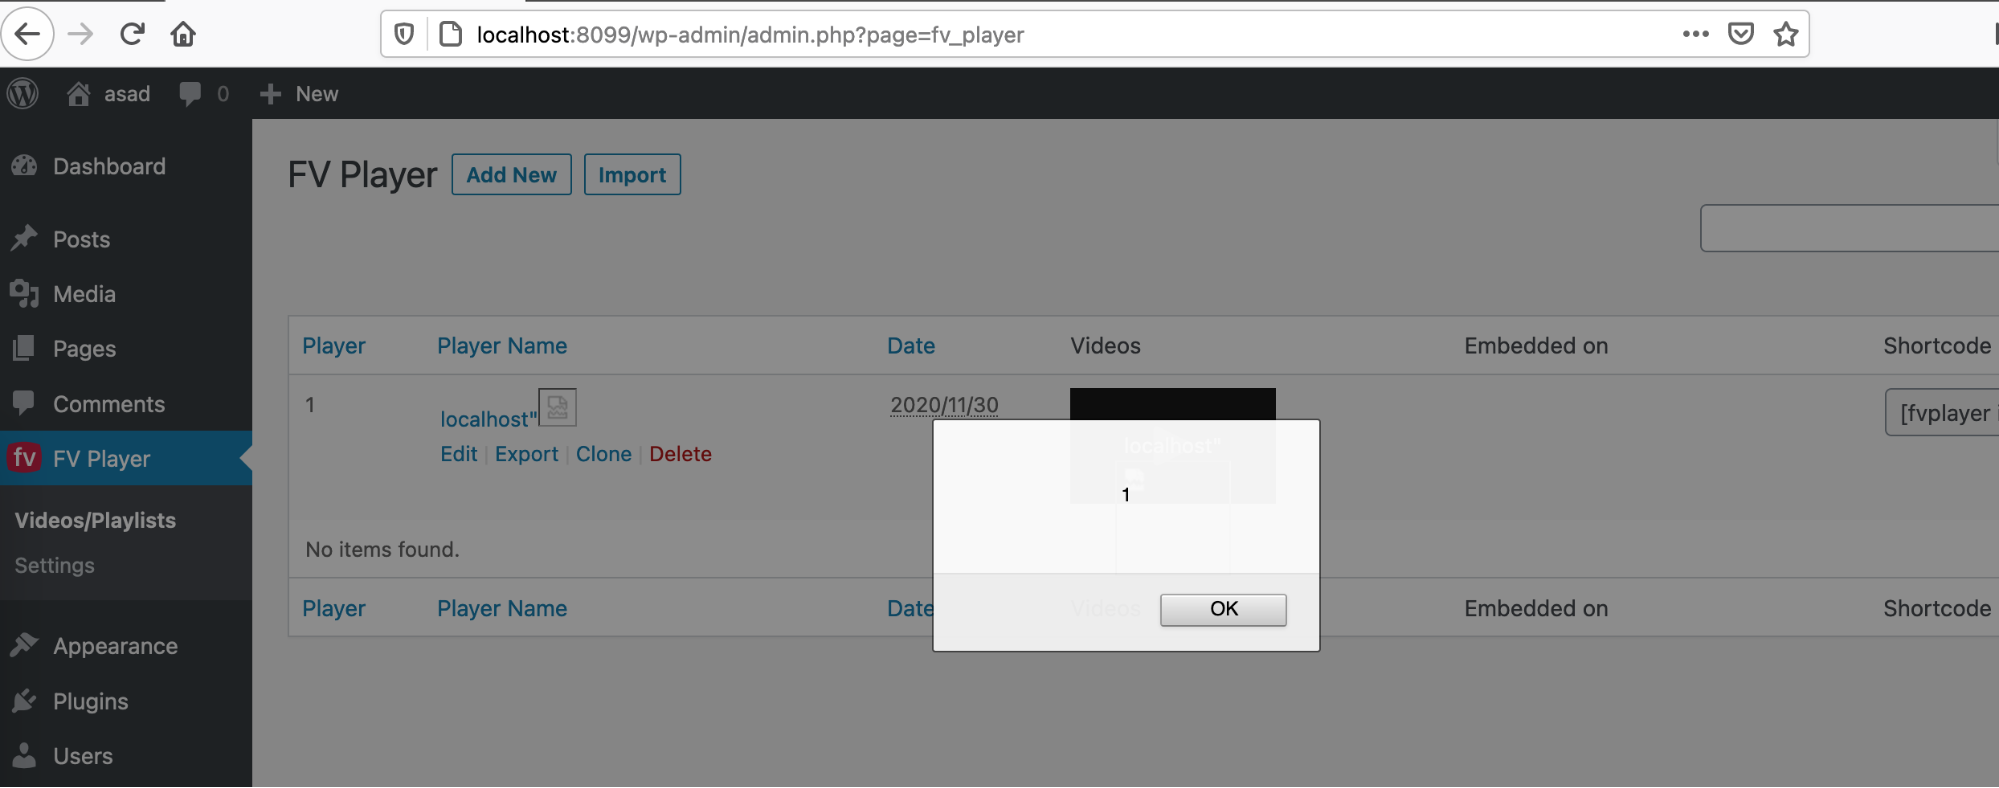 localhost:8099/wp-admin/admin.php?page=fv_player
asad 0 New
Dashboard
Posts
Media
Pages
Comments
fv FV Player
Videos/Playlists
Settings
Appearance
Plugins
Users
FV Player Add New Import
Player Player Name Date Videos Embedded on Shortcode
1 localhost" 2020/11/30 localhost" [fvplayer
Edit | Export | Clone | Delete
No items found.
Player Player Name Date Videos Embedded on Shortcode
1
OK